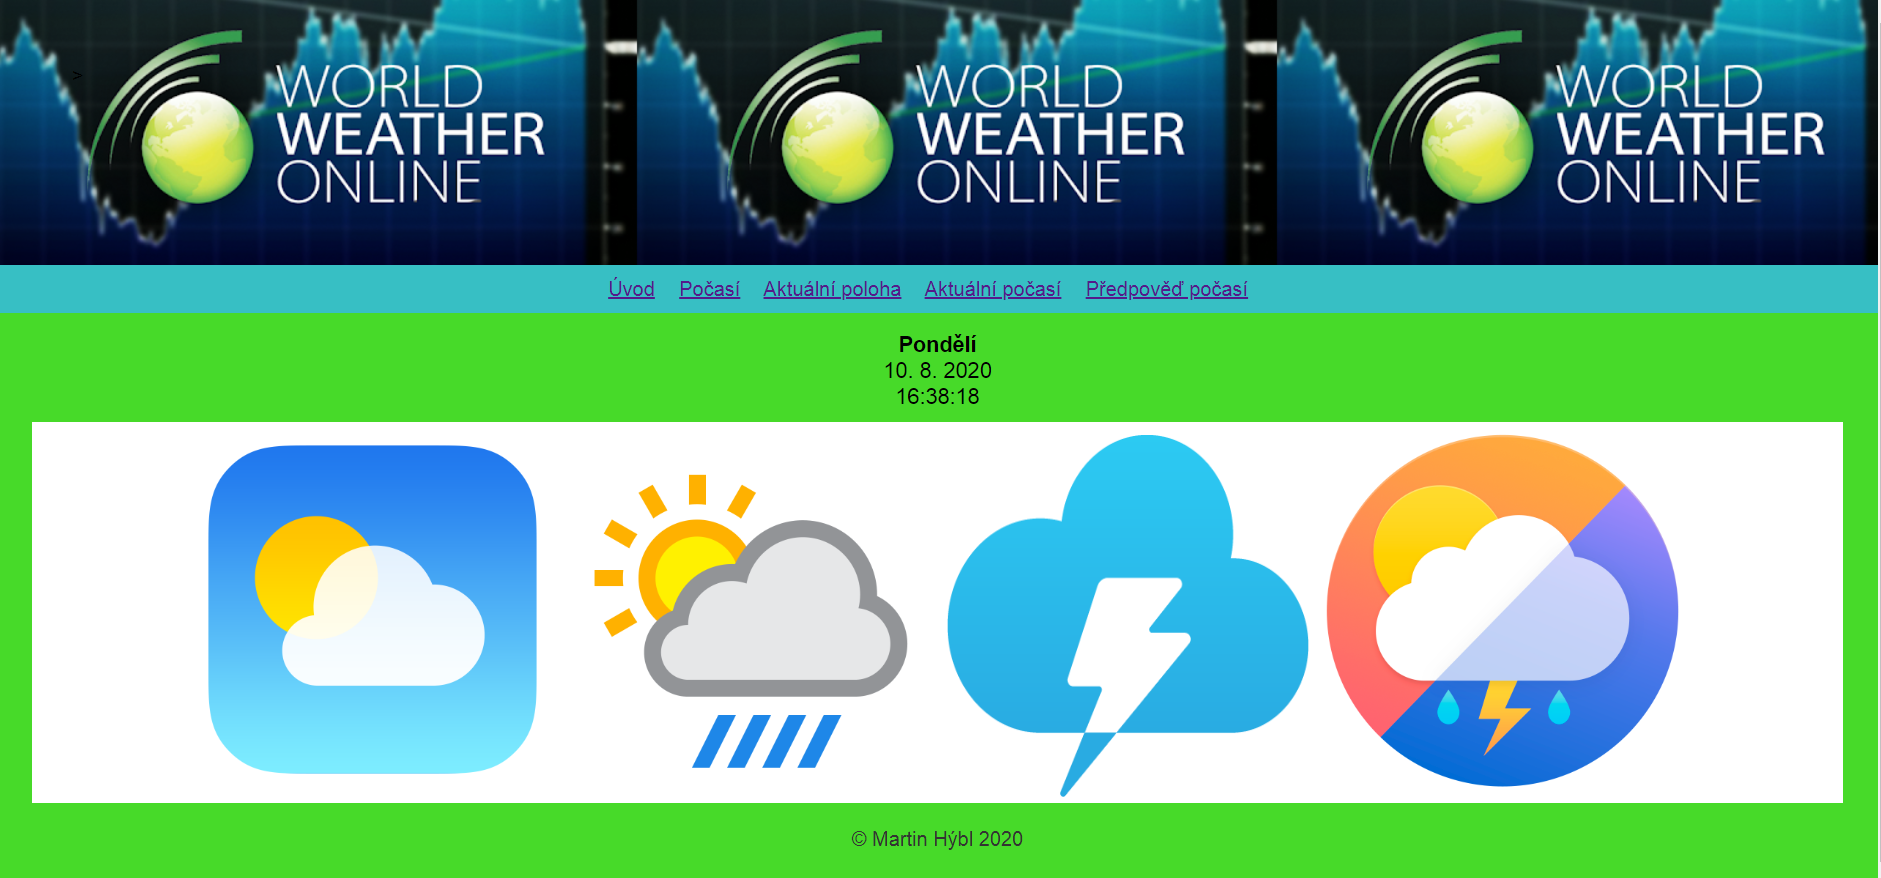 >
WORLD
WEATHER
ONLINE
WORLD
WEATHER
ONLINE
WORLD
WEATHER
ONLINE
Úvod Počasí Aktuální poloha Aktuální počasí Předpověď počasí
Pondělí
10. 8. 2020
16:38:18
© Martin Hýbl 2020